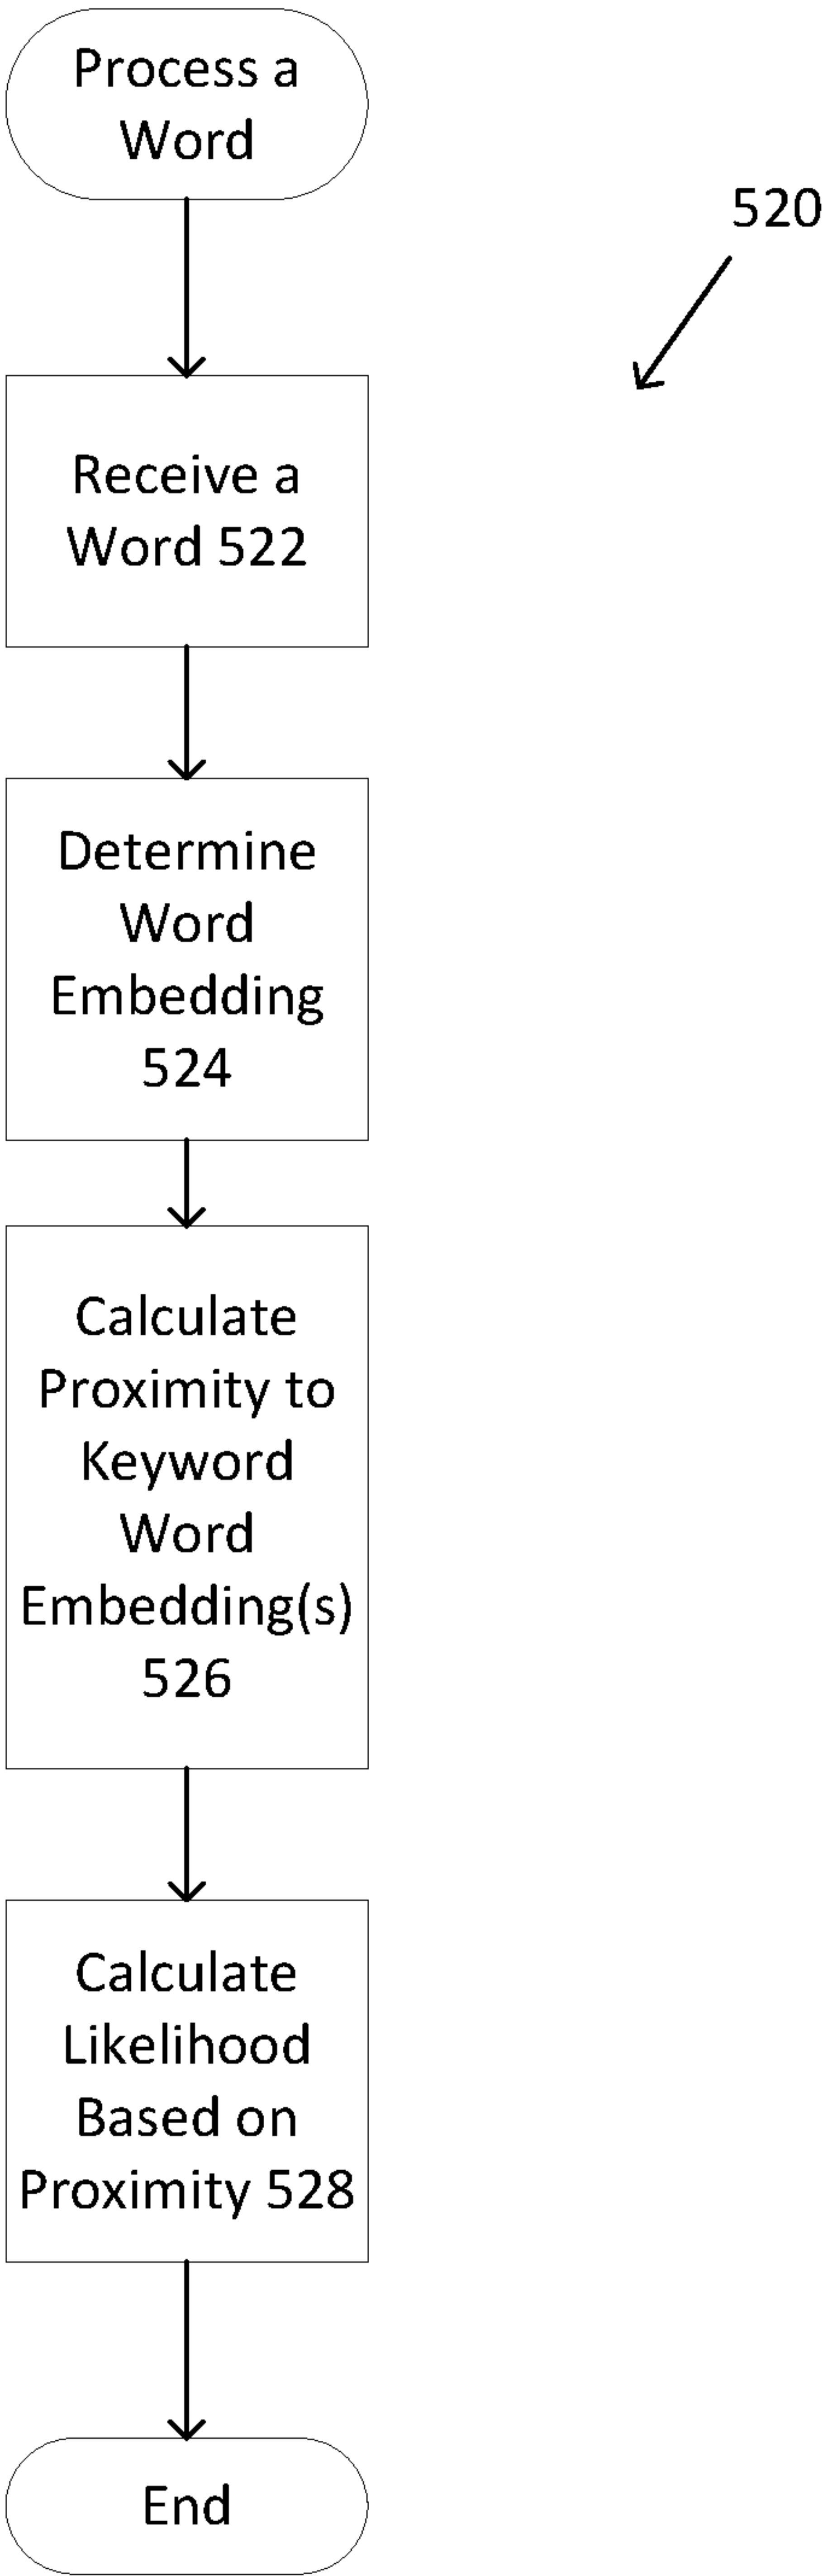 Process a
Word
520
Receive a
Word 522
Determine
Word
Embedding
524
Calculate
Proximity to
Keyword
Word
Embedding(s)
526
Calculate
Likelihood
Based on
Proximity 528
End